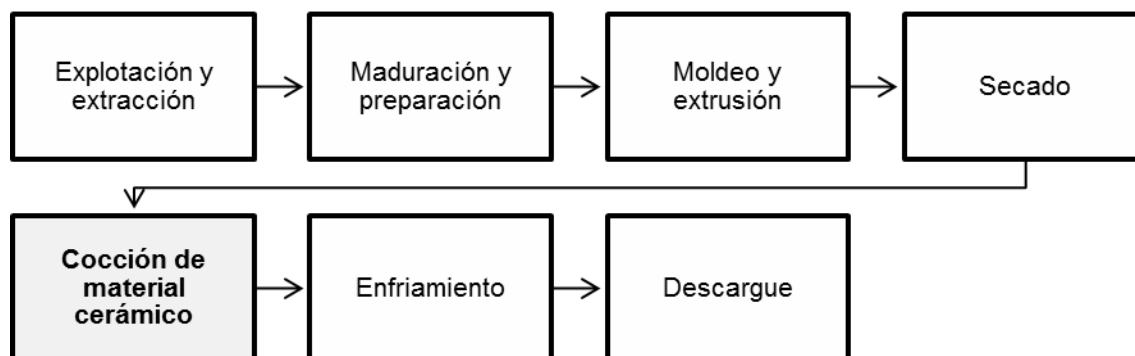 Explotación y
extracción
Maduración y
preparación
Moldeo y
extrusión
Secado
Cocción de
material
cerámico
Enfriamiento
Descargue